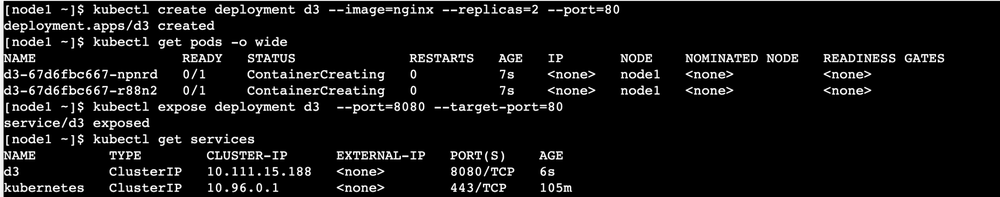 [node1 ~]$ kubectl create deployment d3 --image=nginx --replicas=2 --port=80
deployment.apps/d3 created
[node1 ~]$ kubectl get pods -o wide
NAME                  READY   STATUS              RESTARTS   AGE   IP       NODE    NOMINATED NODE   READINESS GATES
d3-67d6fbc667-npnrd   0/1     ContainerCreating   0          7s    <none>   node1   <none>           <none>
d3-67d6fbc667-r88n2   0/1     ContainerCreating   0          7s    <none>   node1   <none>           <none>
[node1 ~]$ kubectl expose deployment d3  --port=8080 --target-port=80
service/d3 exposed
[node1 ~]$ kubectl get services
NAME         TYPE        CLUSTER-IP      EXTERNAL-IP   PORT(S)    AGE
d3           ClusterIP   10.111.15.188   <none>        8080/TCP   6s
kubernetes   ClusterIP   10.96.0.1       <none>        443/TCP    105m